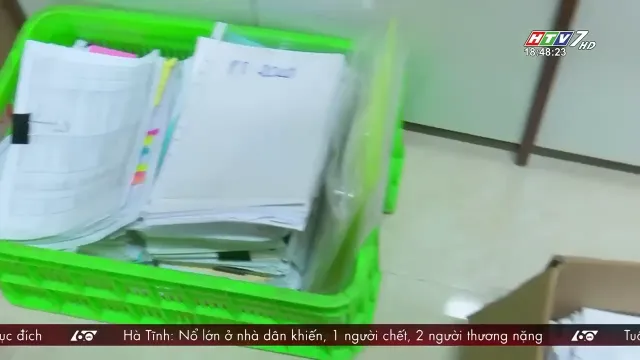 HTV7 HD
18:48:23
ục đích
Hà Tĩnh: Nổ lớn ở nhà dân khiến, 1 người chết, 2 người thương nặng
Tu